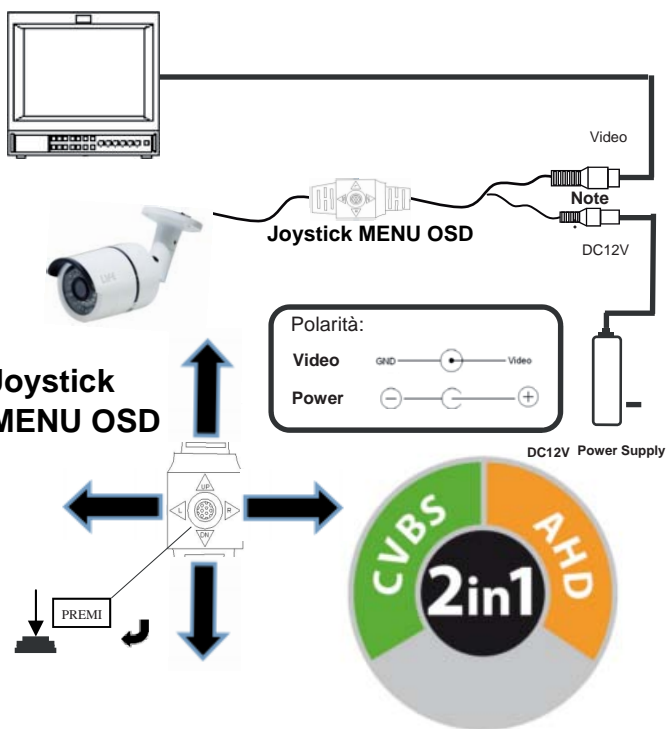 Video
Note
Joystick MENU OSD
DC12V
Polarità:
Video GND Video
Power
DC12V Power Supply
Joystick
MENU OSD
UP
L R
DN
PREMI
CVBS
AHD
2in1